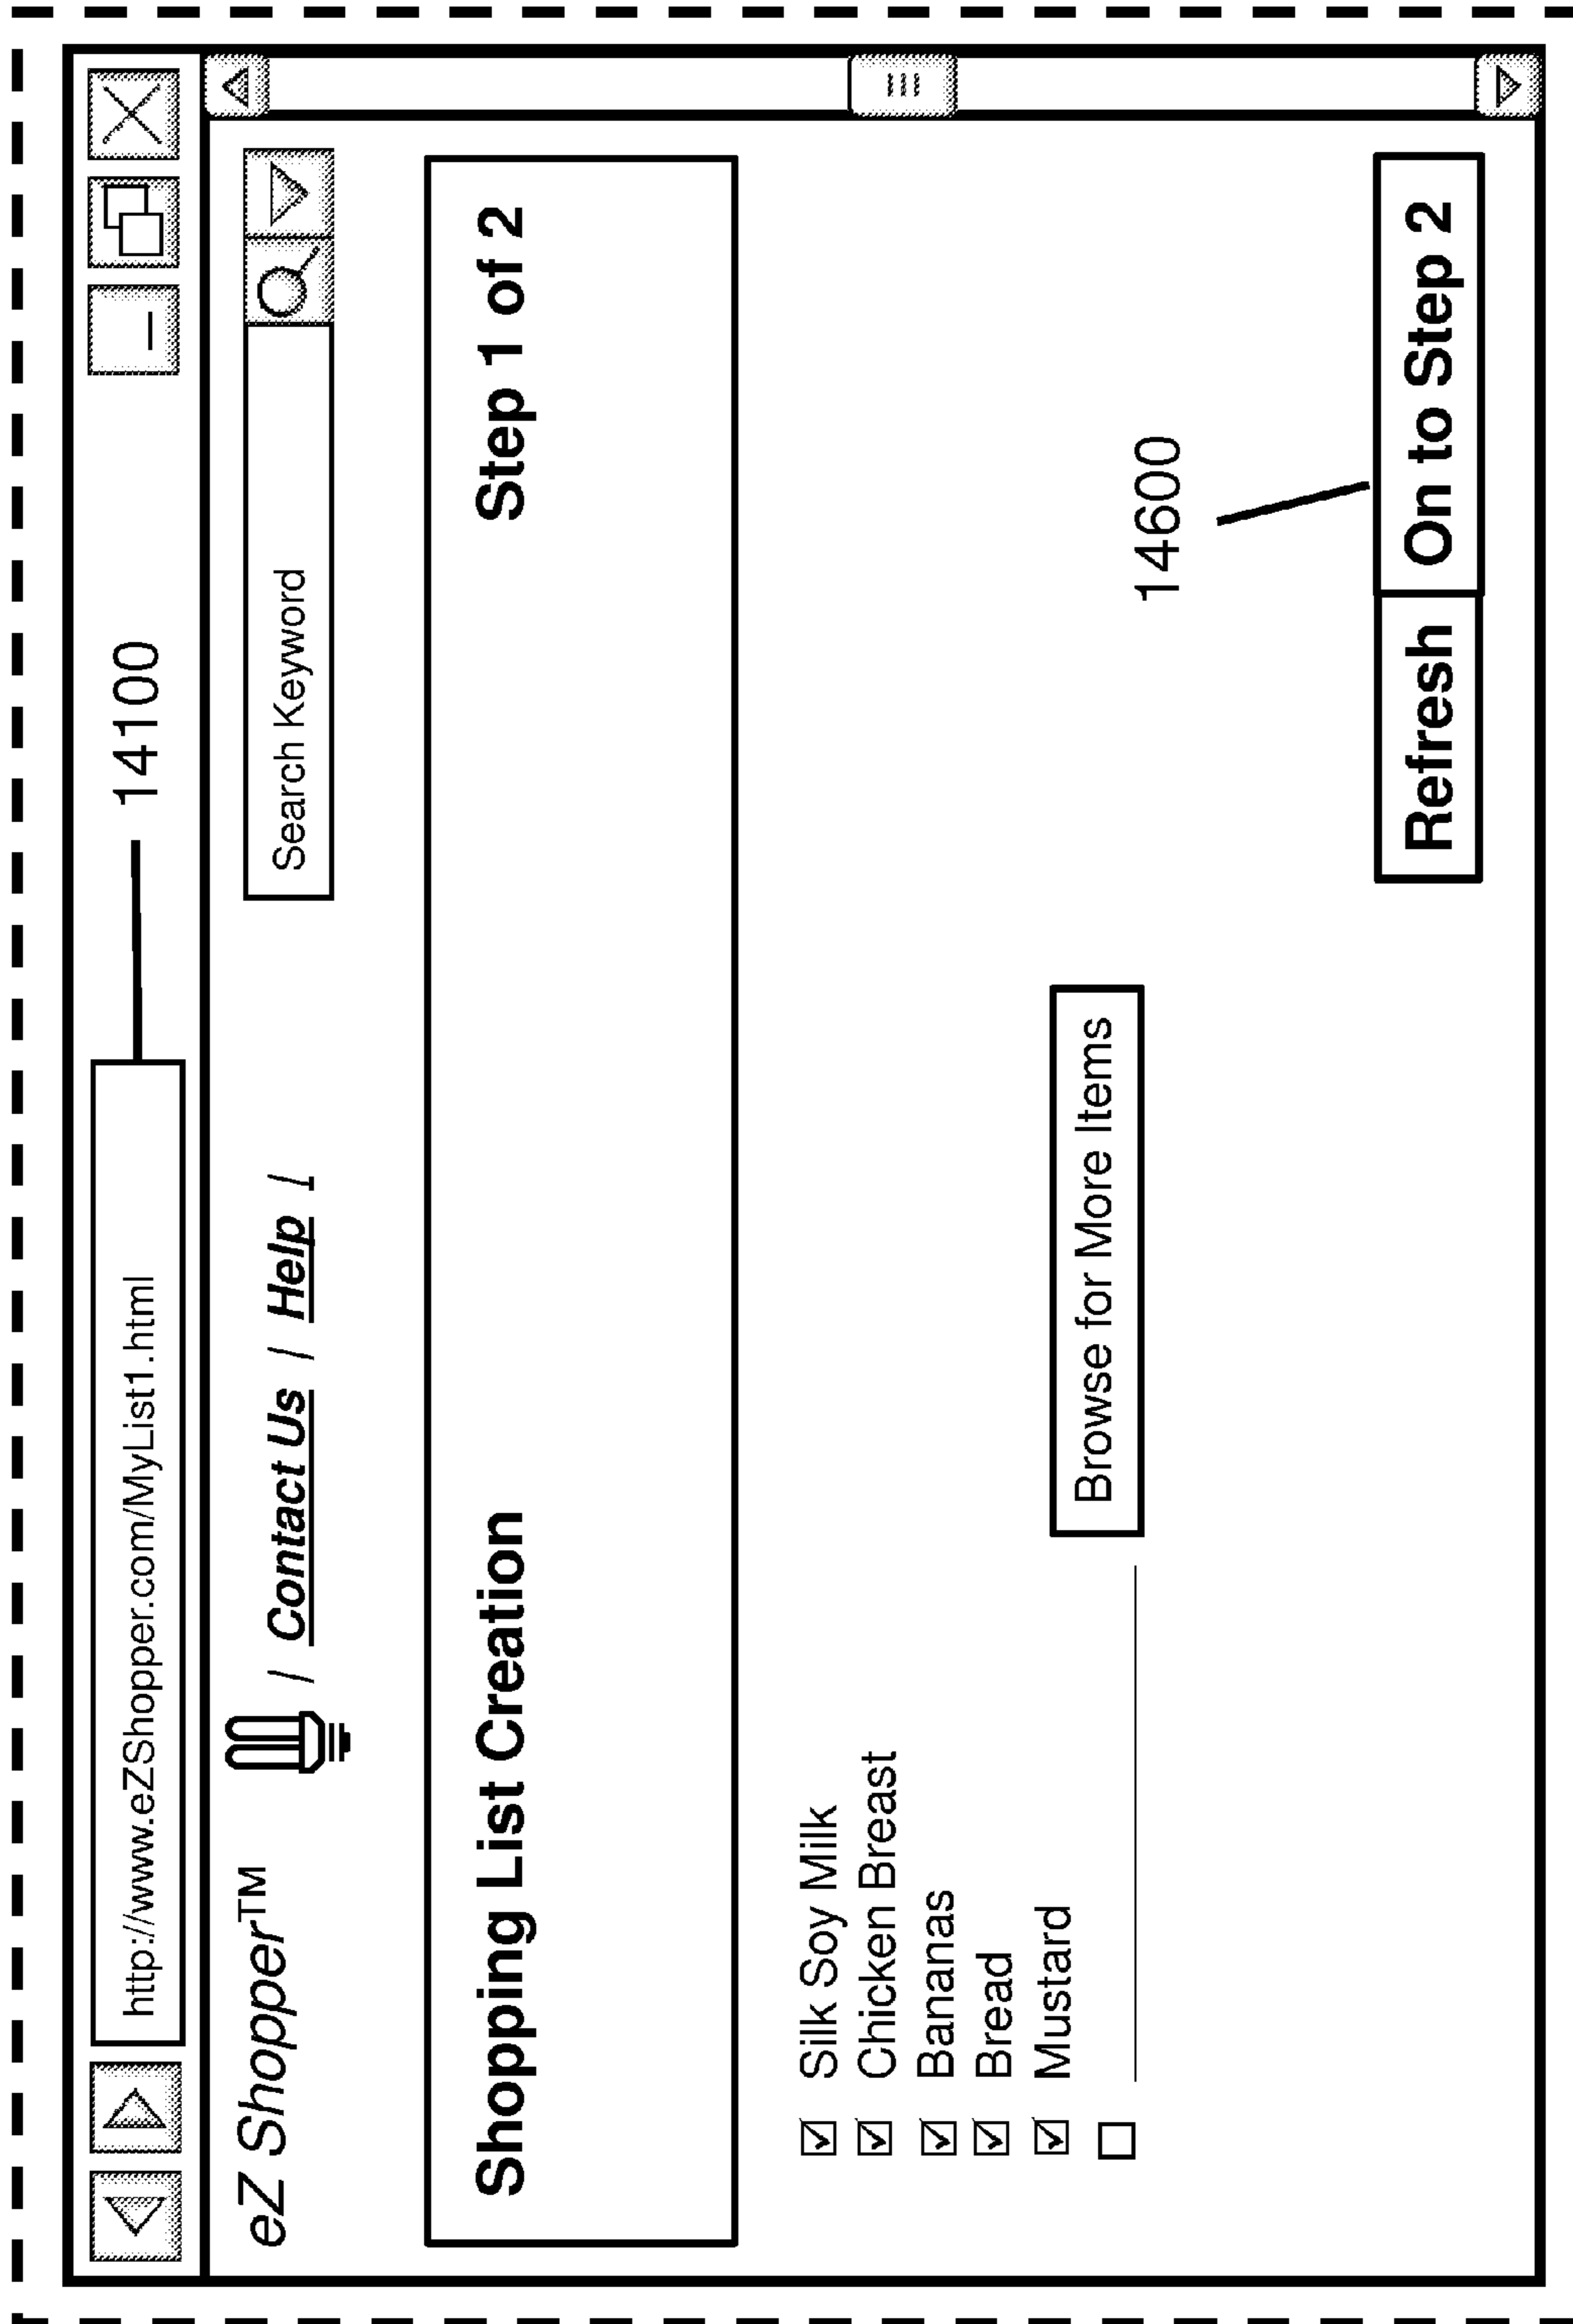 http://www.eZShopper.com/MyList1.html 14100
eZ Shopper™ / Contact Us / Help / Search Keyword
Shopping List Creation Step 1 of 2
Silk Soy Milk
Chicken Breast
Bananas
Bread
Mustard
Browse for More Items
14600
Refresh On to Step 2